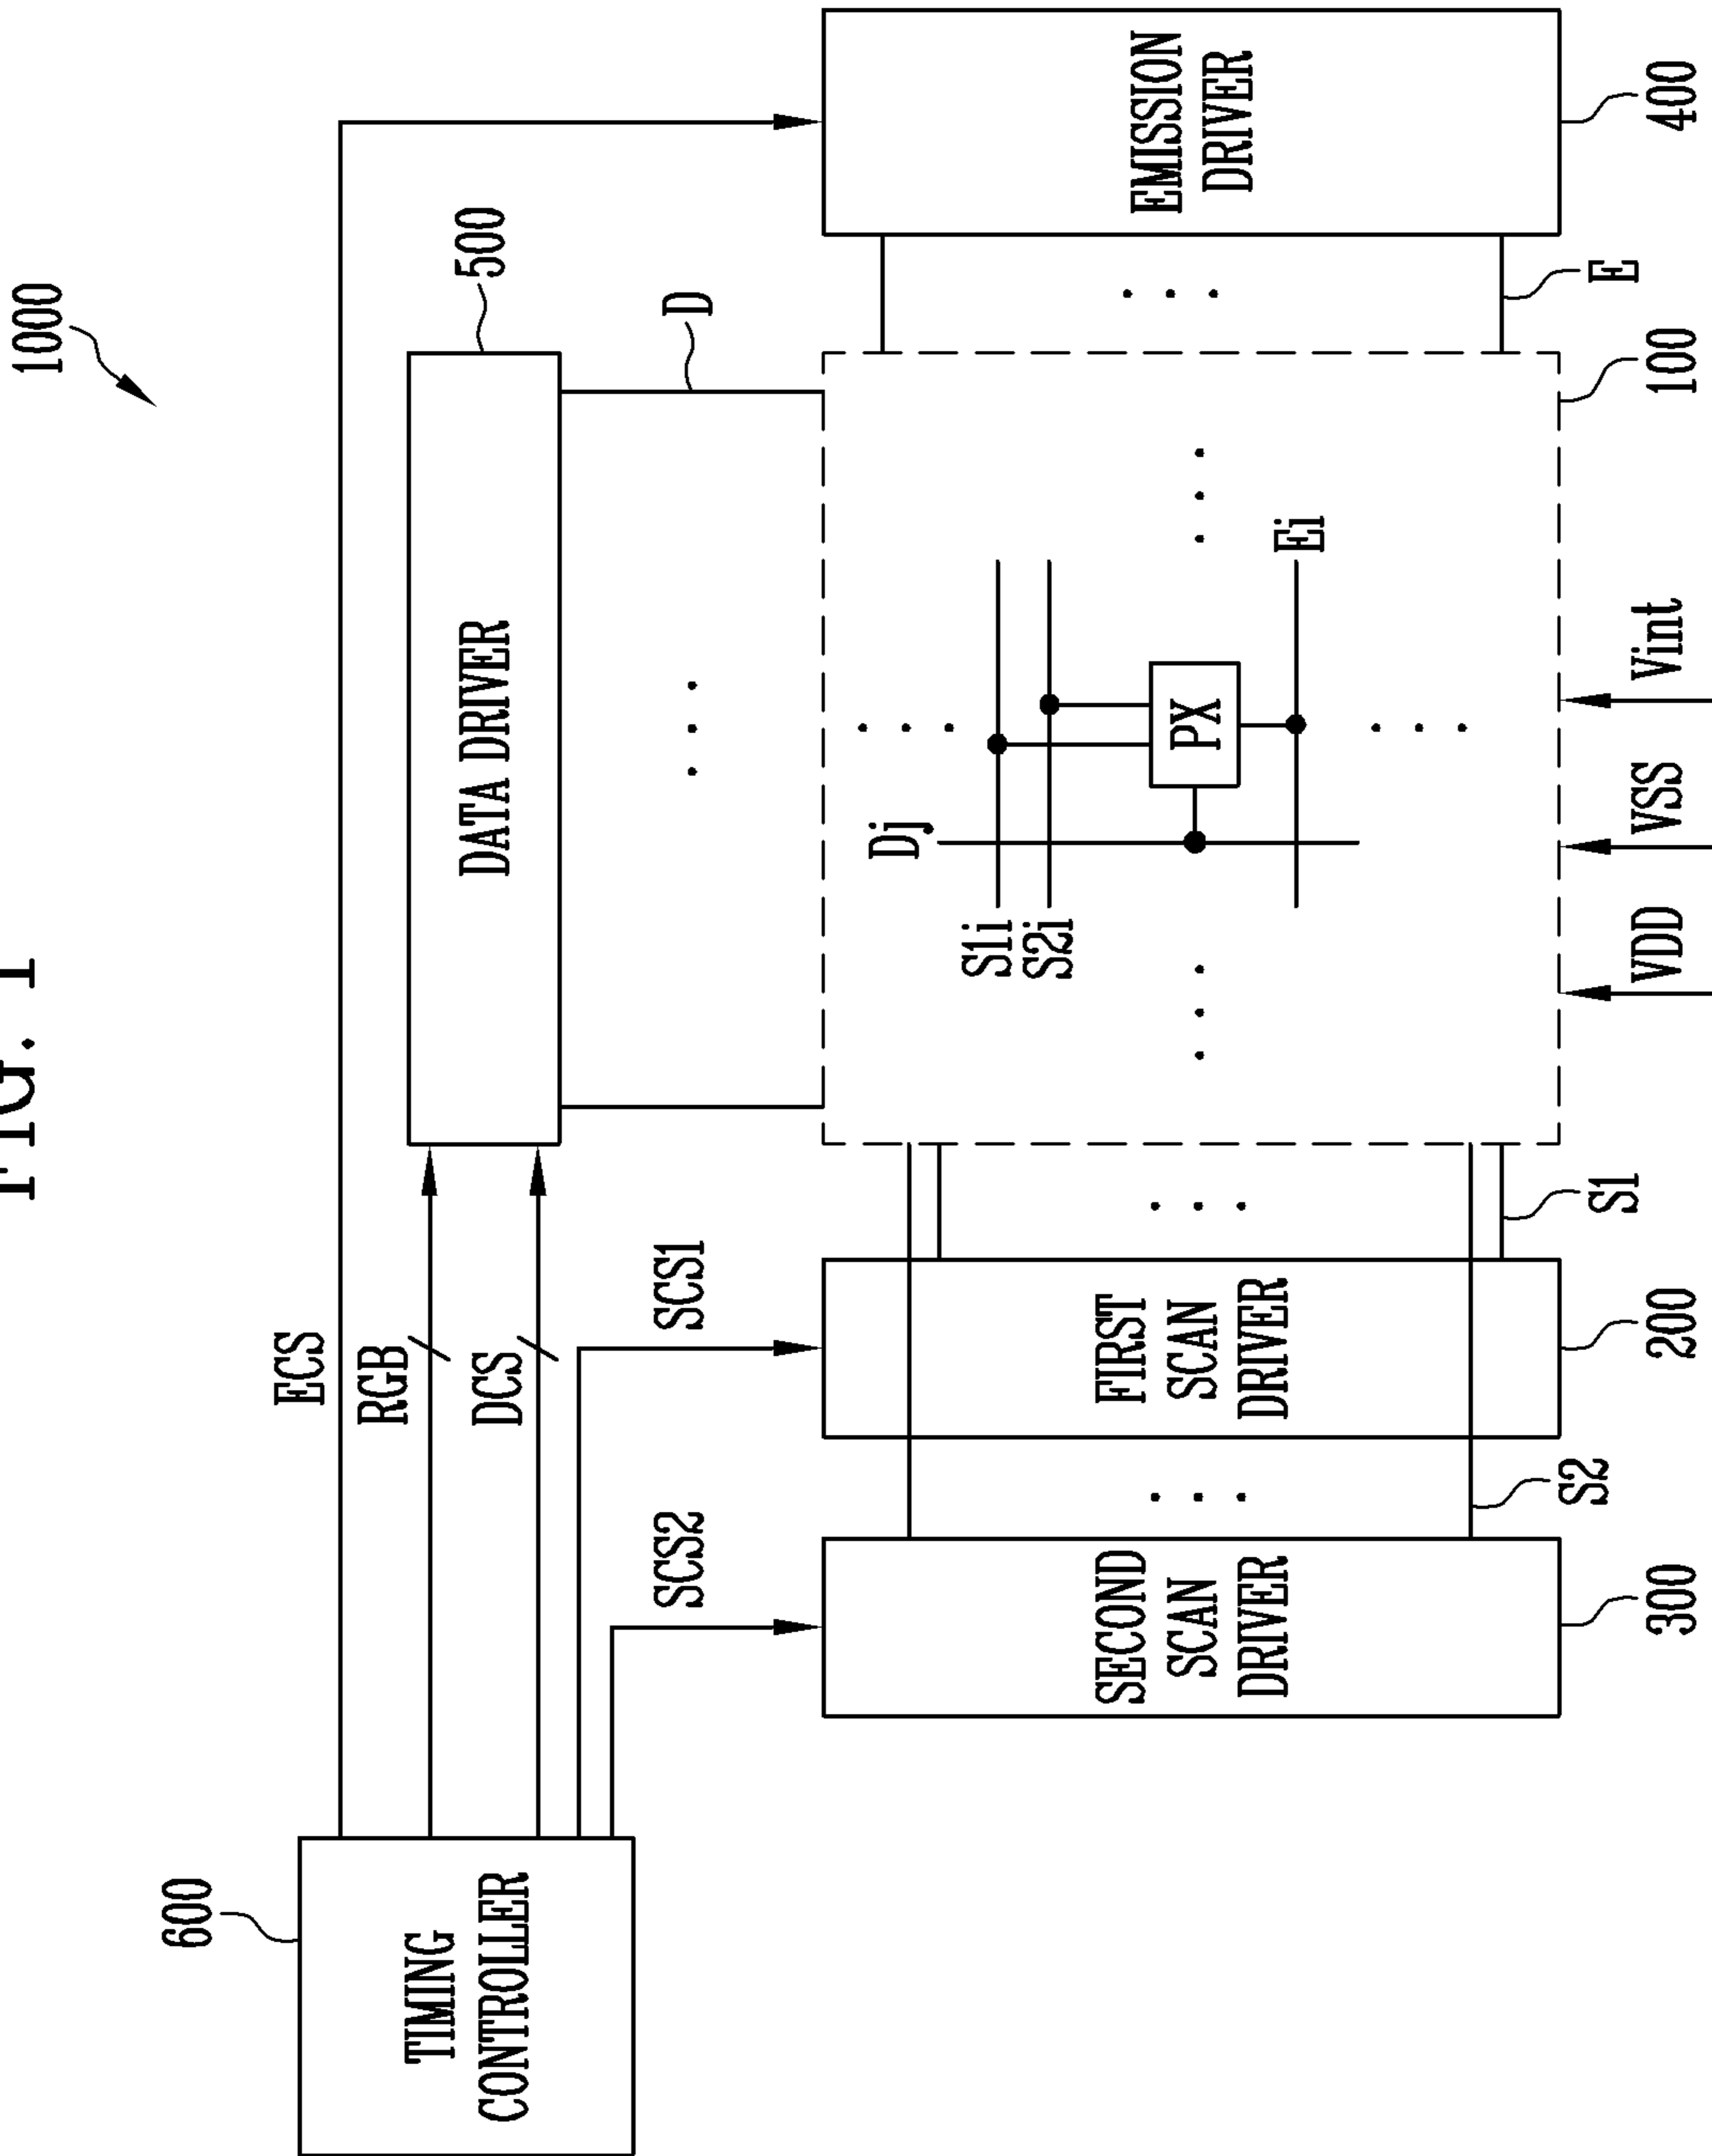 FIG. 1
1000
600
TIMING
CONTROLLER
ECS
RGB
DCS
SCS1
SCS2
DATA DRIVER
500
D
SECOND
SCAN
DRIVER
300
S2
FIRST
SCAN
DRIVER
200
S1
Dj
S1i
S2i
PX
Ei
100
E
EMISSION
DRIVER
400
VDD
VSS
Vint